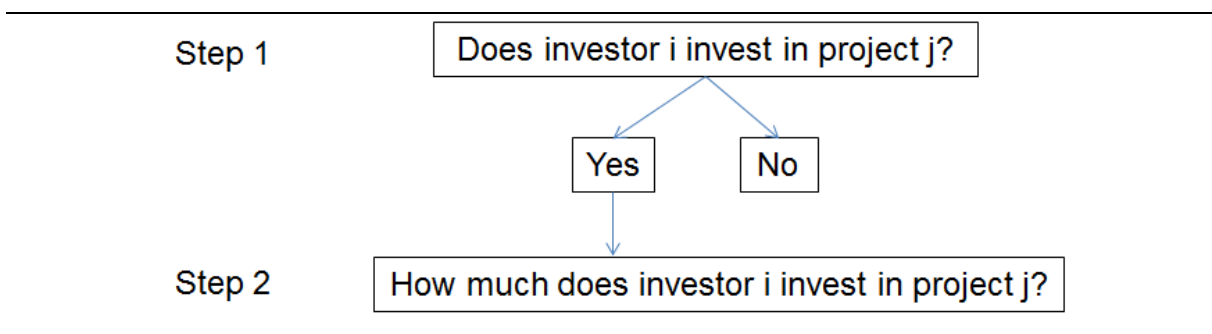 Step 1 Does investor i invest in project j?
Yes No
Step 2 How much does investor i invest in project j?